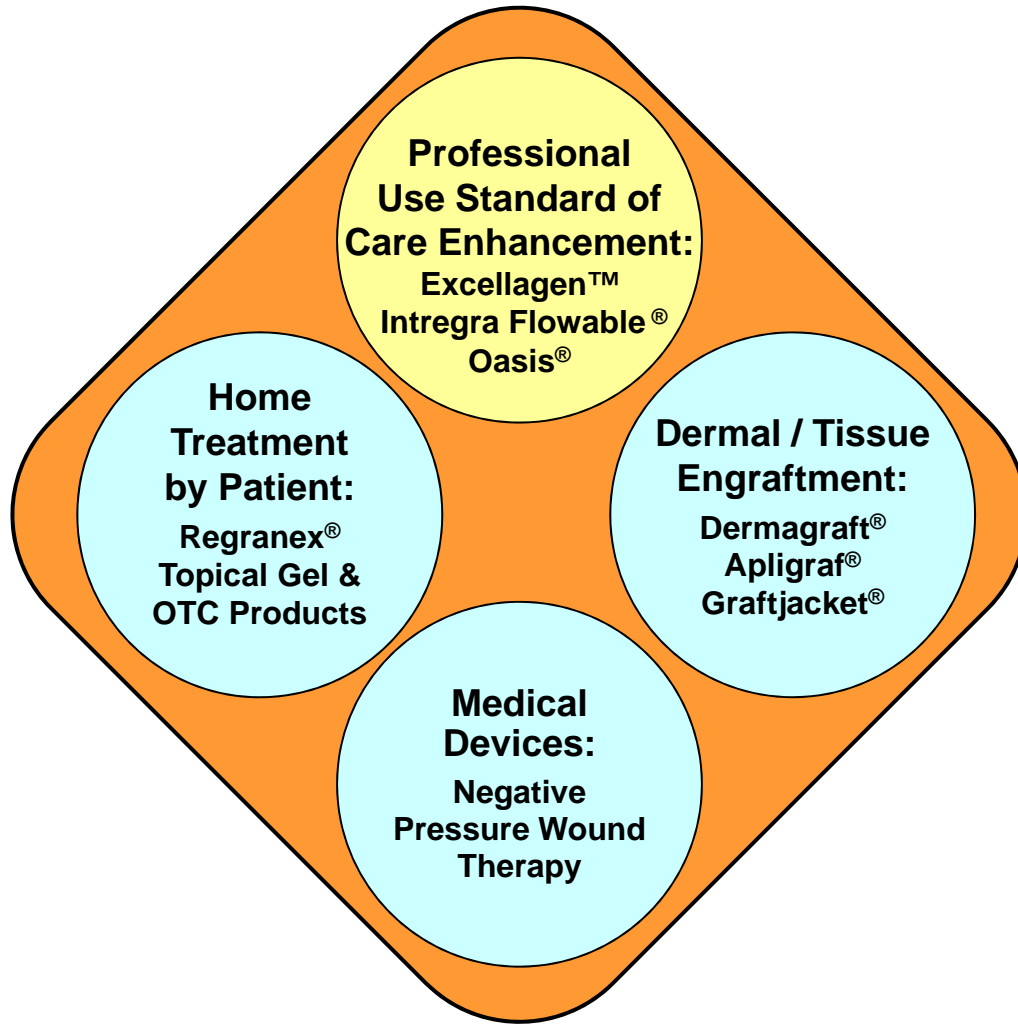 Professional
Use Standard of
Care Enhancement:
Excellagen™
Intregra Flowable ®
Oasis®
Home
Treatment
by Patient:
Regranex®
Topical Gel &
OTC Products
Dermal / Tissue
Engraftment:
Dermagraft®
Apligraf®
Graftjacket®
Medical
Devices:
Negative
Pressure Wound
Therapy